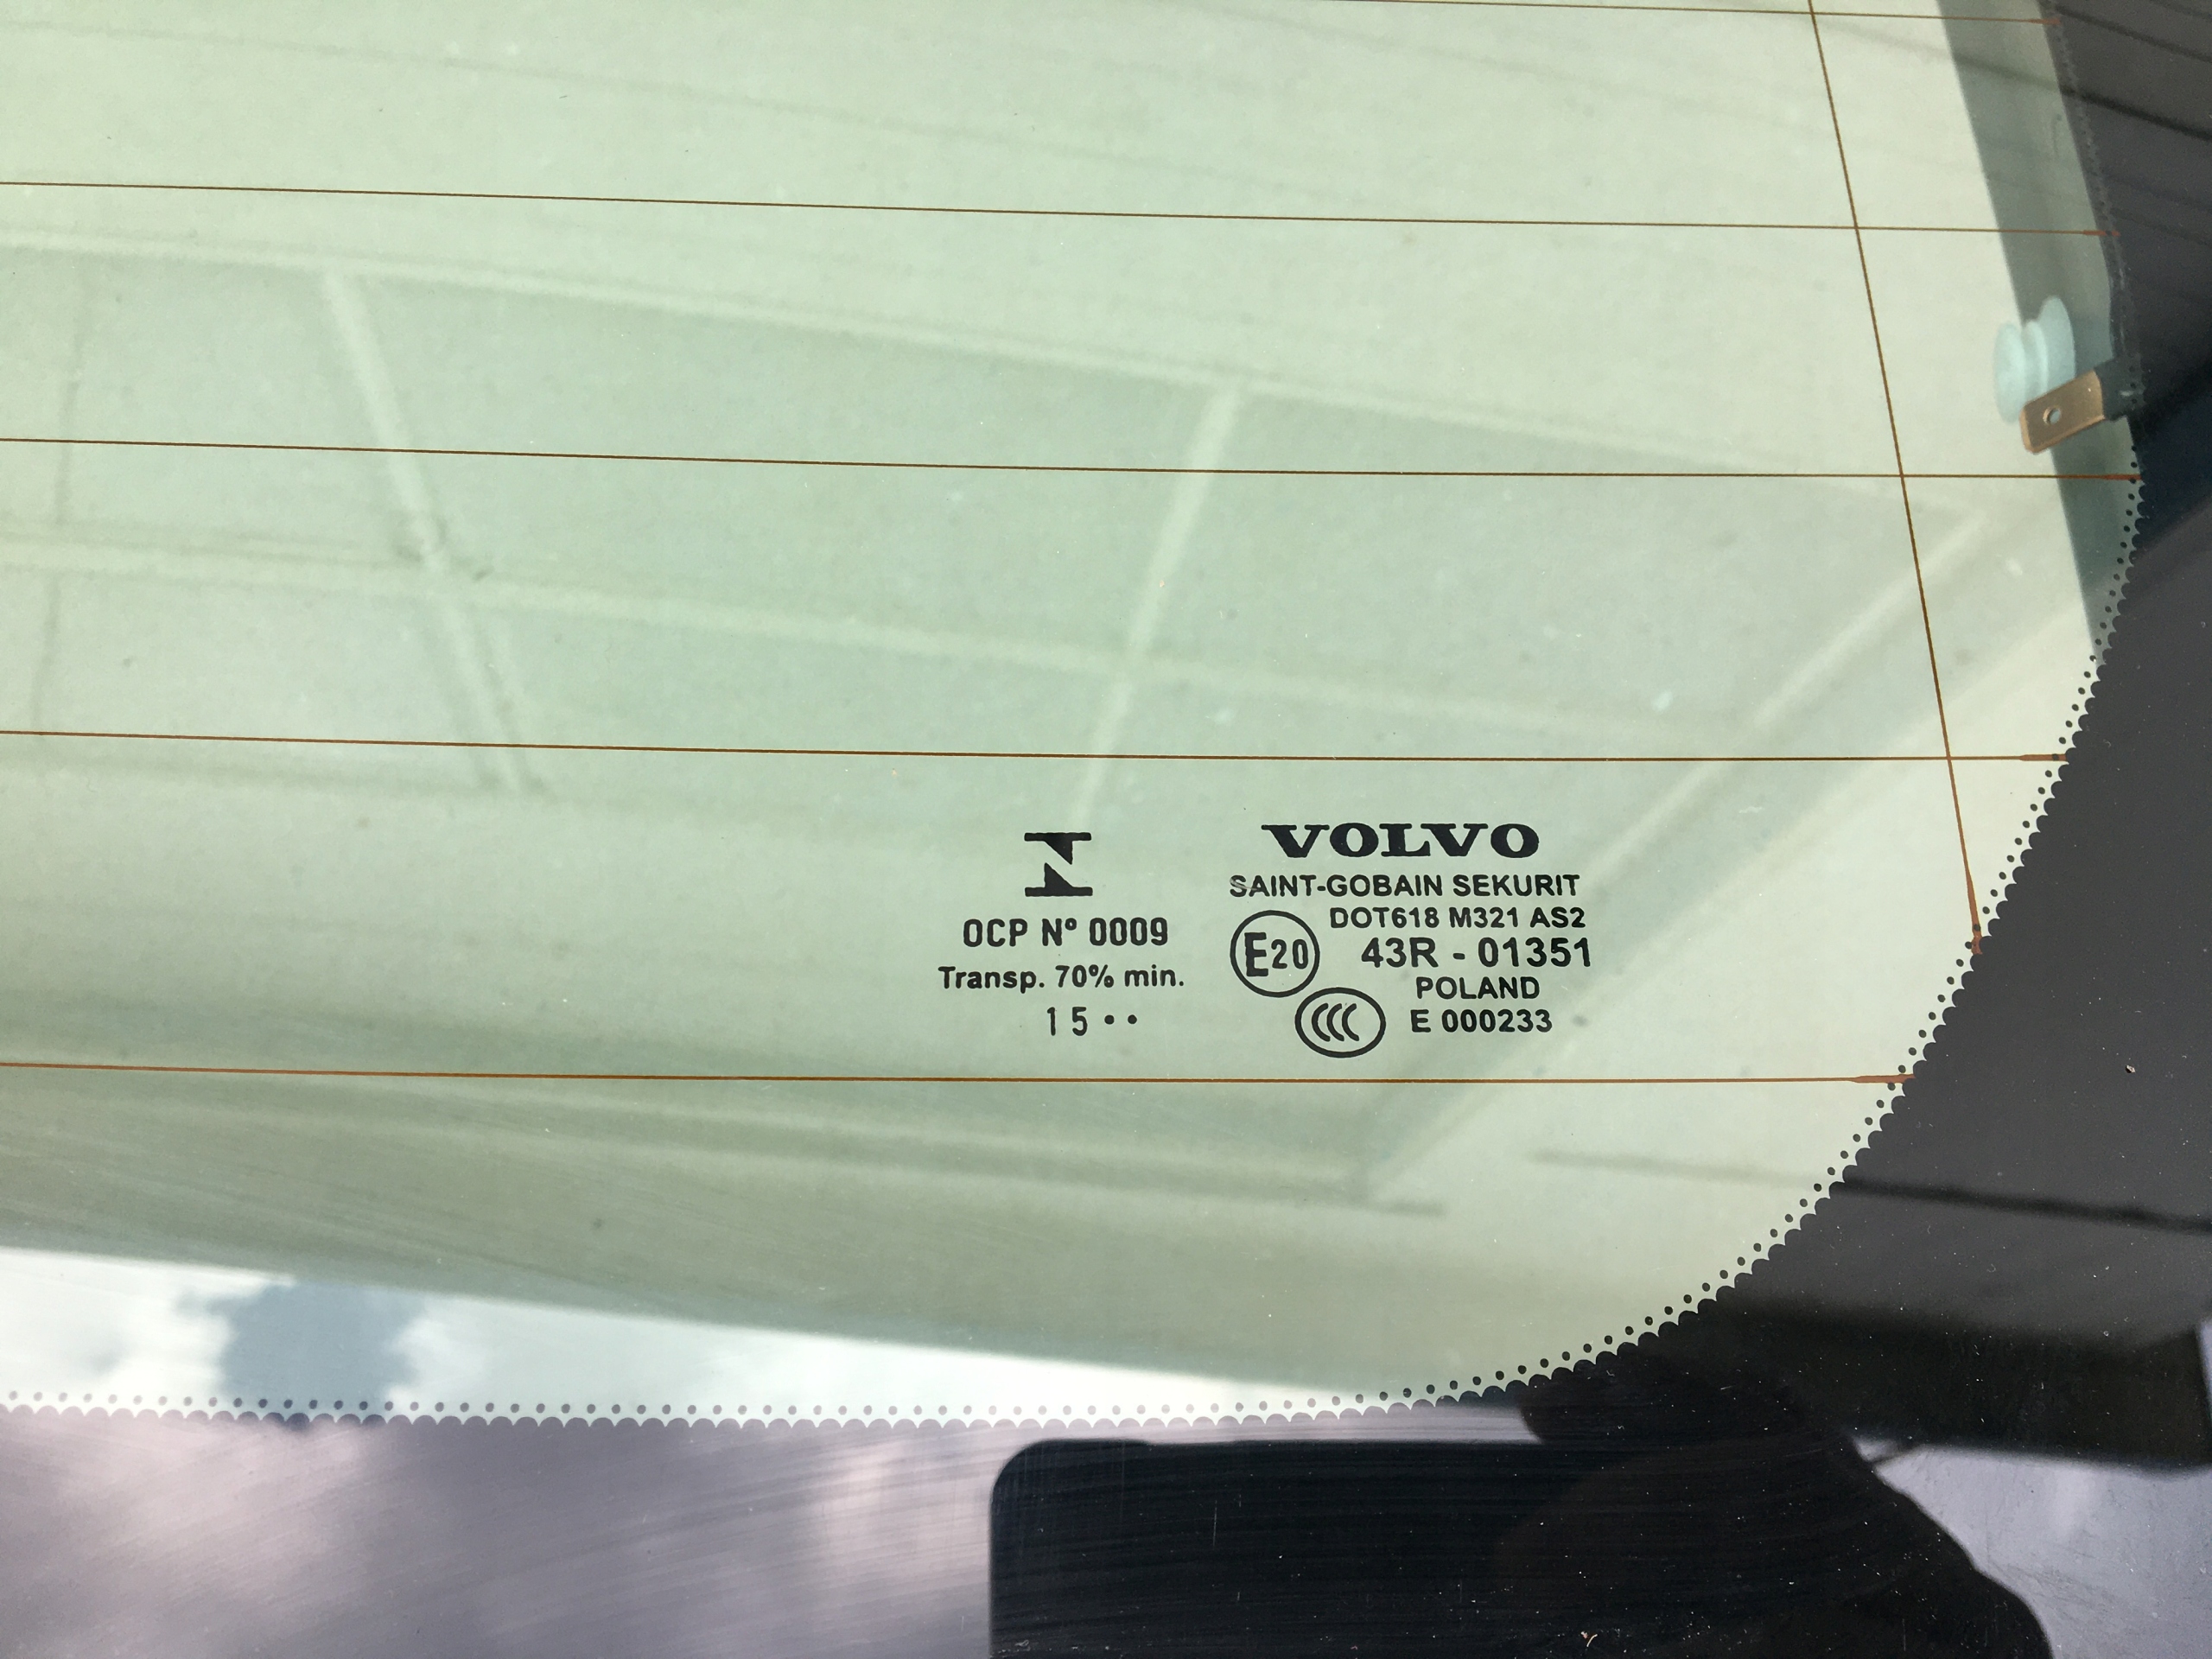 OCP Nº 0009
Transp. 70% min.
15••
VOLVO
SAINT-GOBAIN SEKURIT
DOT618 M321 AS2
E20 43R - 01351
POLAND
CCC E 000233